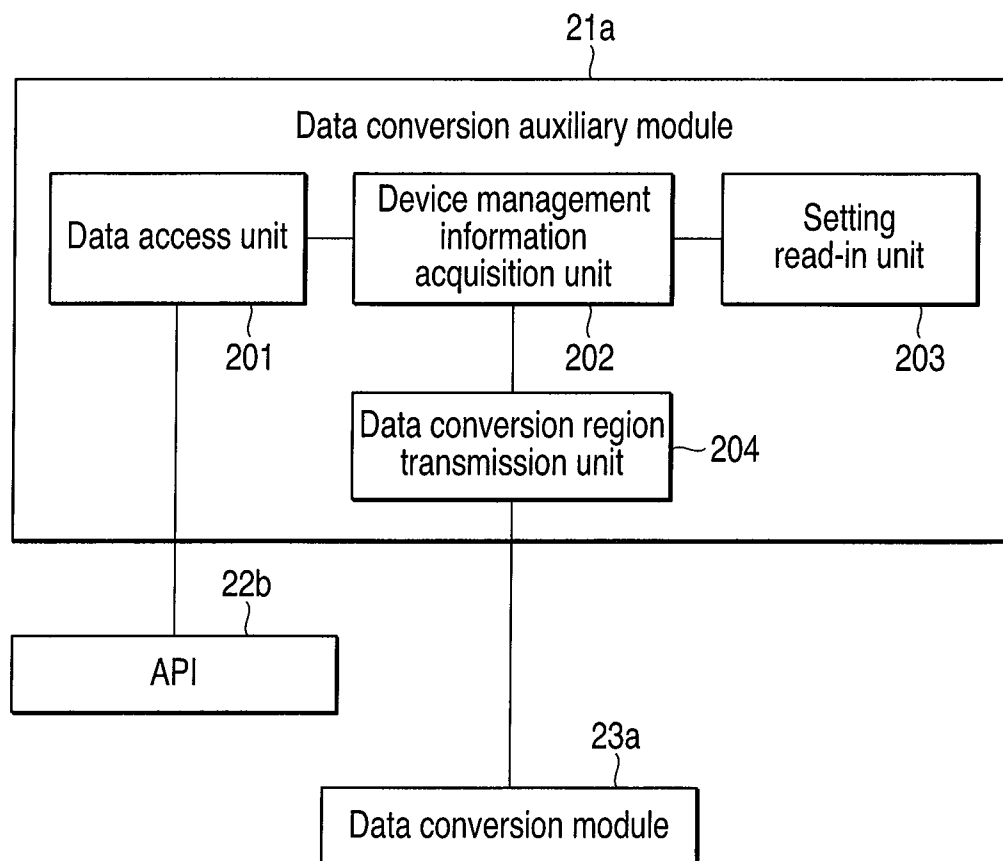 21a
Data conversion auxiliary module
Data access unit
Device management
information
acquisition unit
Setting
read-in unit
201
202
203
Data conversion region
transmission unit
204
22b
API
23a
Data conversion module